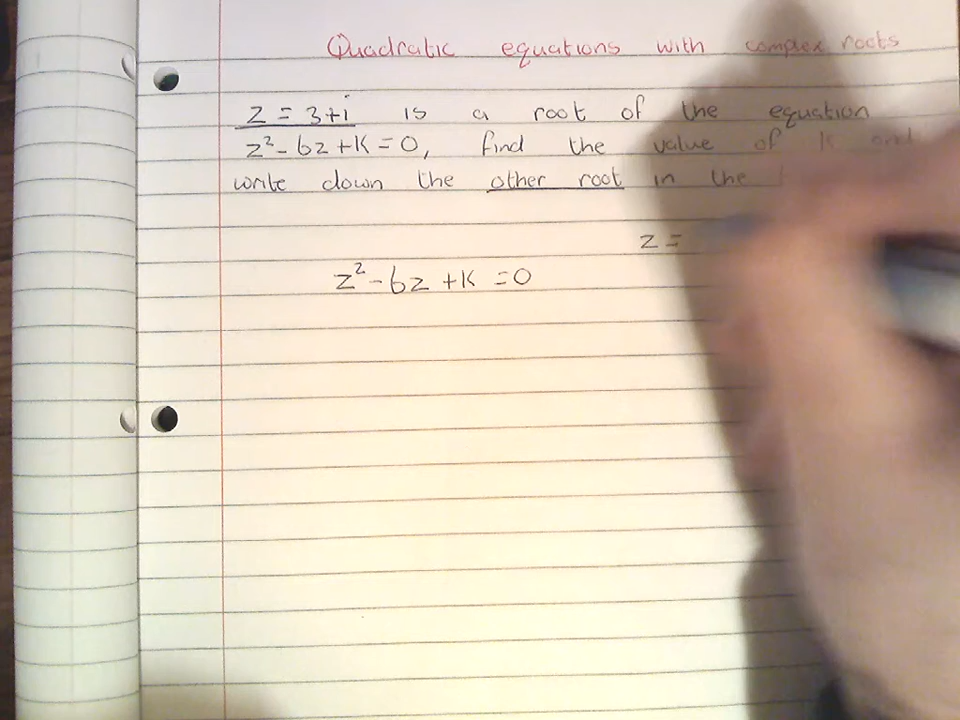 Quadratic equations with complex roots
z = 3+i is a root of the equation
z² - 6z + K = 0, find the value of K and
write down the other root in the
z =
z² - 6z + K = 0